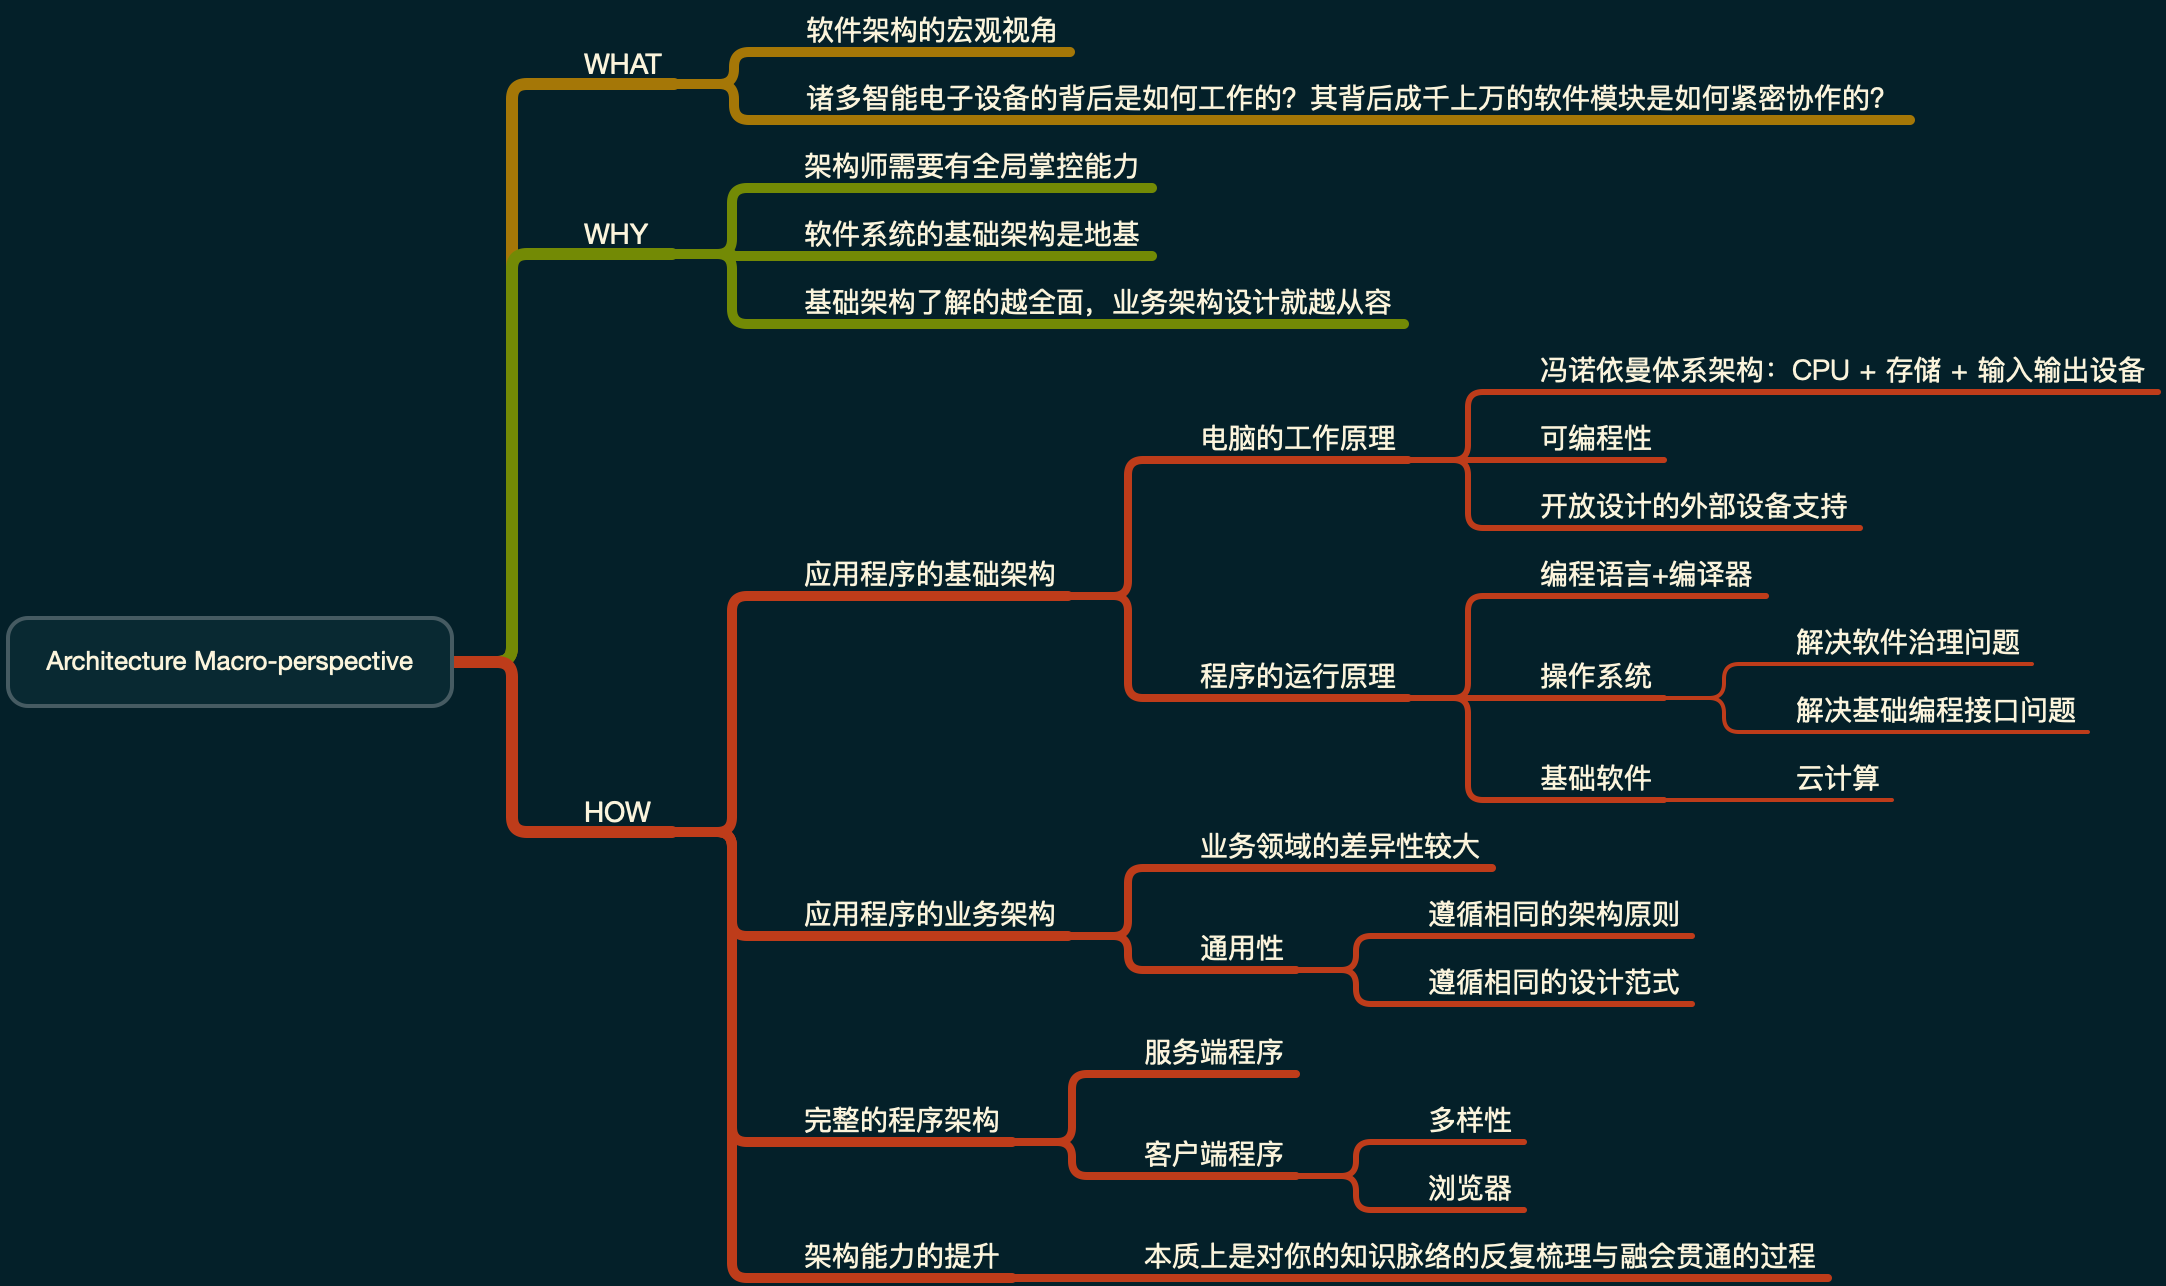 软件架构的宏观视角
WHAT
诸多智能电子设备的背后是如何工作的？其背后成千上万的软件模块是如何紧密协作的？
架构师需要有全局掌控能力
WHY
软件系统的基础架构是地基
基础架构了解的越全面，业务架构设计就越从容
冯诺依曼体系架构：CPU + 存储 + 输入输出设备
电脑的工作原理
可编程性
开放设计的外部设备支持
应用程序的基础架构
编程语言+编译器
解决软件治理问题
Architecture Macro-perspective
程序的运行原理
操作系统
解决基础编程接口问题
基础软件
云计算
HOW
业务领域的差异性较大
应用程序的业务架构
遵循相同的架构原则
通用性
遵循相同的设计范式
服务端程序
完整的程序架构
多样性
客户端程序
浏览器
架构能力的提升
本质上是对你的知识脉络的反复梳理与融会贯通的过程